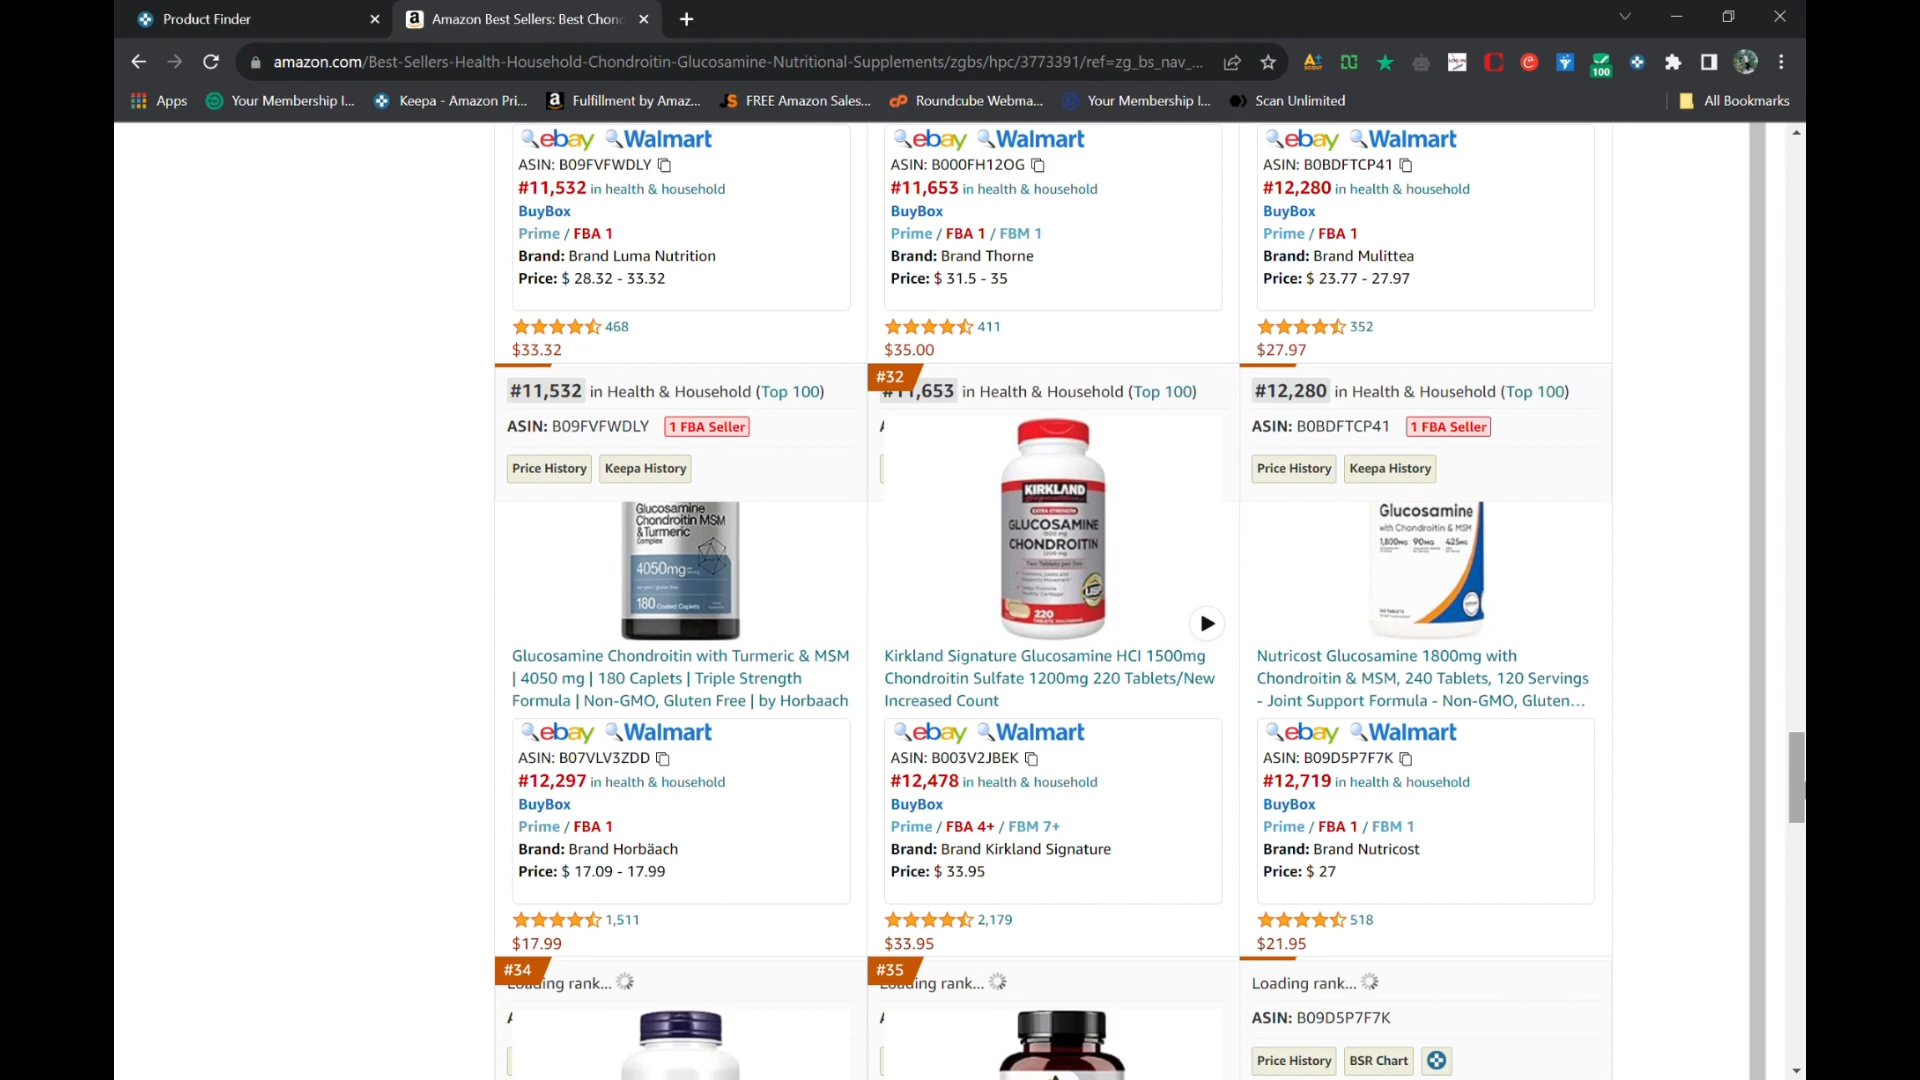 Product Finder
Amazon Best Sellers: Best Chon
amazon.com/Best-Sellers-Health-Household-Chondroitin-Glucosamine-Nutritional-Supplements/zgbs/hpc/3773391/ref=zg_bs_nav_...
100
Apps
Your Membership I...
Keepa - Amazon Pri...
Fulfillment by Amaz...
FREE Amazon Sales...
Roundcube Webma...
Your Membership I...
Scan Unlimited
All Bookmarks
ebay Walmart
ASIN: B09FVFWDLY
#11,532 in health & household
BuyBox
Prime / FBA 1
Brand: Brand Luma Nutrition
Price: $ 28.32 - 33.32
468
$33.32
ebay Walmart
ASIN: B000FH12OG
#11,653 in health & household
BuyBox
Prime / FBA 1 / FBM 1
Brand: Brand Thorne
Price: $ 31.5 - 35
411
$35.00
ebay Walmart
ASIN: B0BDFTCP41
#12,280 in health & household
BuyBox
Prime / FBA 1
Brand: Brand Mulittea
Price: $ 23.77 - 27.97
352
$27.97
#11,532 in Health & Household (Top 100)
ASIN: B09FVFWDLY 1 FBA Seller
Price History Keepa History
Glucosamine
Chondroitin MSM
& Turmeric
Complex
4050mg
180 Coated Caplets
Glucosamine Chondroitin with Turmeric & MSM
| 4050 mg | 180 Caplets | Triple Strength
Formula | Non-GMO, Gluten Free | by Horbaach
ebay Walmart
ASIN: B07VLV3ZDD
#12,297 in health & household
BuyBox
Prime / FBA 1
Brand: Brand Horbäach
Price: $ 17.09 - 17.99
1,511
$17.99
#32
#11,653 in Health & Household (Top 100)
KIRKLAND
Signature
EXTRA STRENGTH
GLUCOSAMINE
1500 mg
CHONDROITIN
1200 mg
Two Tablets per Day
USP
220
TABLETS
Kirkland Signature Glucosamine HCI 1500mg
Chondroitin Sulfate 1200mg 220 Tablets/New
Increased Count
ebay Walmart
ASIN: B003V2JBEK
#12,478 in health & household
BuyBox
Prime / FBA 4+ / FBM 7+
Brand: Brand Kirkland Signature
Price: $ 33.95
2,179
$33.95
#12,280 in Health & Household (Top 100)
ASIN: B0BDFTCP41 1 FBA Seller
Price History Keepa History
Glucosamine
with Chondroitin & MSM
1,800MG 90MG 425MG
Nutricost Glucosamine 1800mg with
Chondroitin & MSM, 240 Tablets, 120 Servings
- Joint Support Formula - Non-GMO, Gluten...
ebay Walmart
ASIN: B09D5P7F7K
#12,719 in health & household
BuyBox
Prime / FBA 1 / FBM 1
Brand: Brand Nutricost
Price: $ 27
518
$21.95
#34
Loading rank...
#35
Loading rank...
Loading rank...
ASIN: B09D5P7F7K
Price History BSR Chart